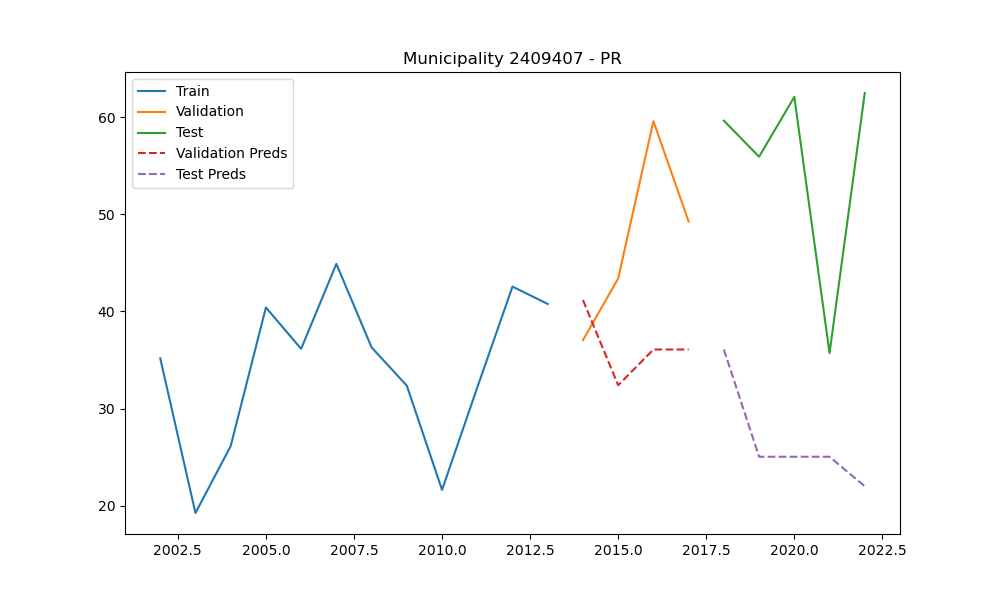 Municipality 2409407 - PR
Train
Validation
Test
Validation Preds
Test Preds
60
50
40
30
20
2002.5 2005.0 2007.5 2010.0 2012.5 2015.0 2017.5 2020.0 2022.5